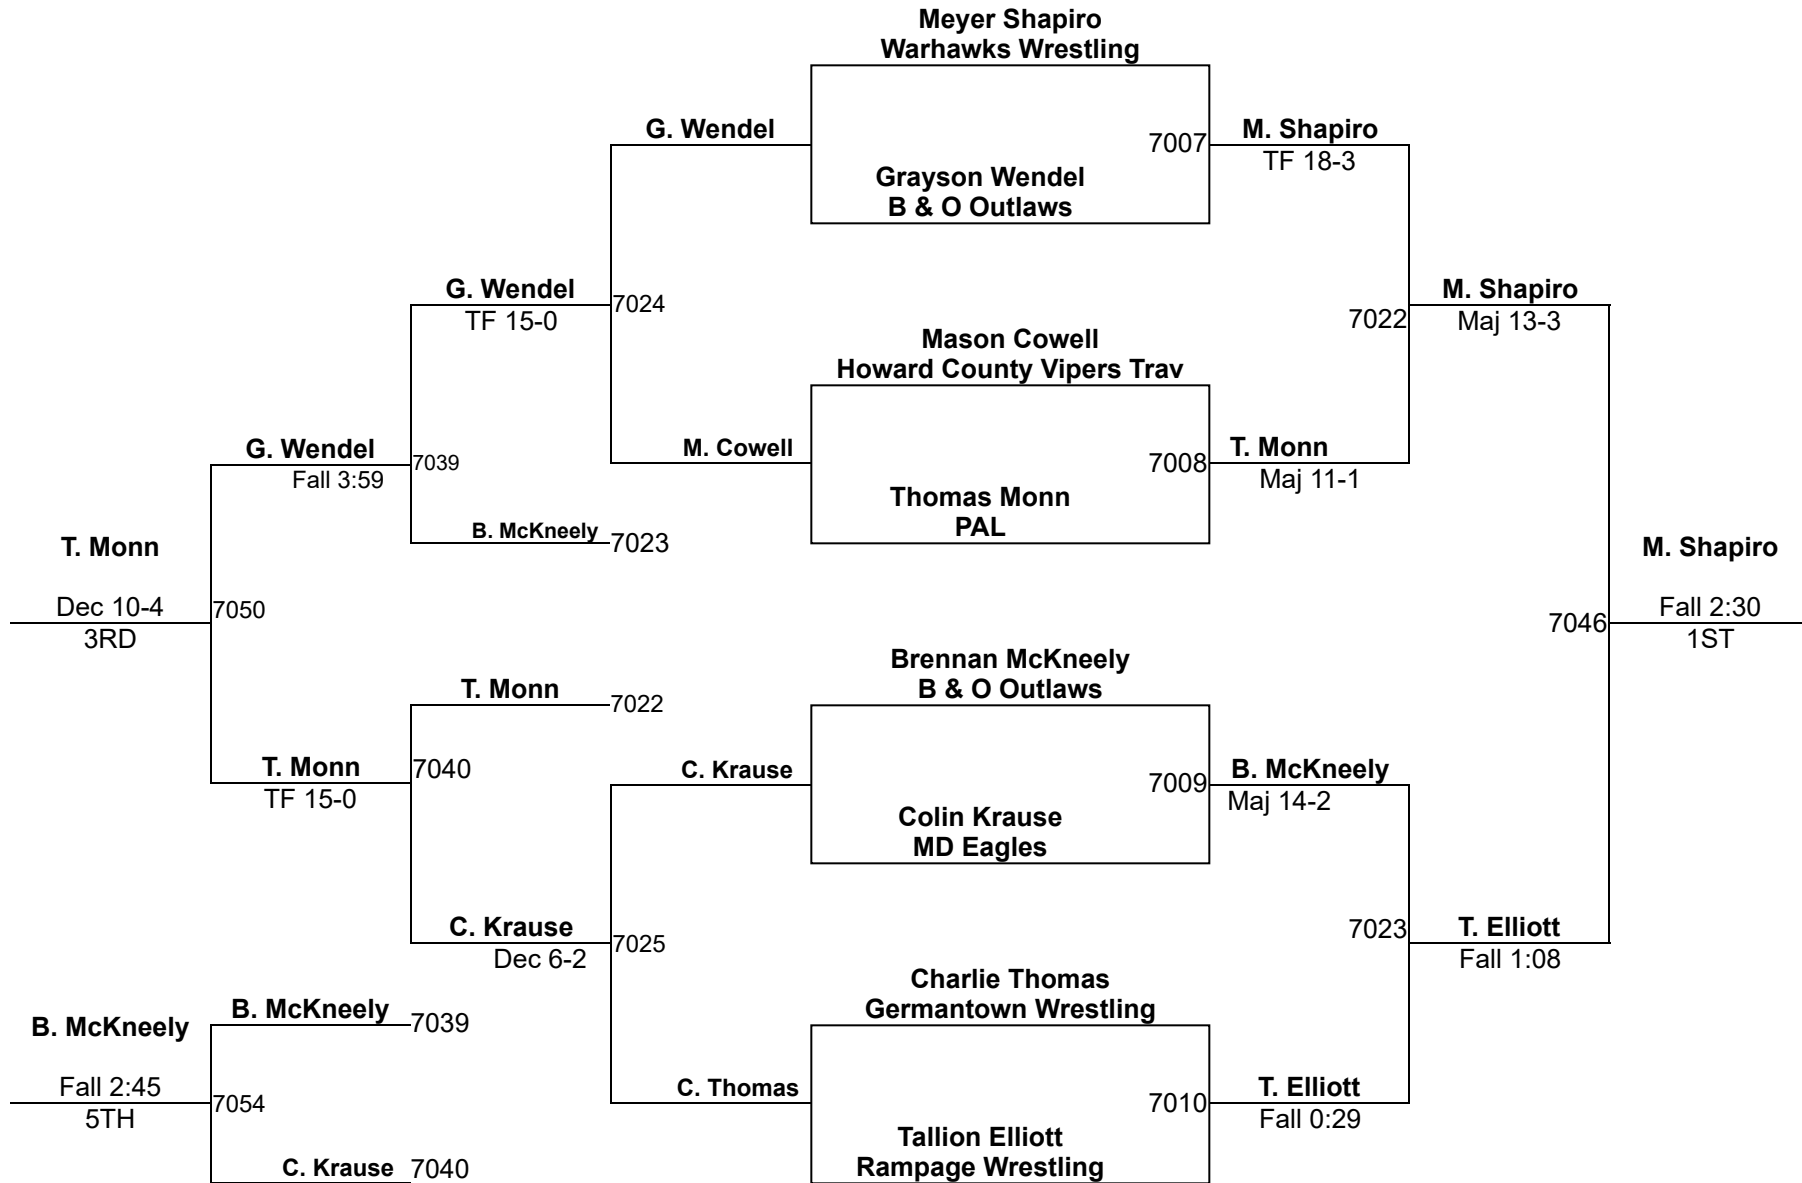 Meyer Shapiro
Warhawks Wrestling
G. Wendel
7007
M. Shapiro
TF 18-3
Grayson Wendel
B & O Outlaws
G. Wendel
TF 15-0
7024
M. Shapiro
Maj 13-3
7022
Mason Cowell
Howard County Vipers Trav
G. Wendel
Fall 3:59
7039
M. Cowell
7008
T. Monn
Maj 11-1
Thomas Monn
PAL
B. McKneely
7023
T. Monn
Dec 10-4
3RD
7050
M. Shapiro
Fall 2:30
1ST
7046
Brennan McKneely
B & O Outlaws
T. Monn
7022
T. Monn
TF 15-0
7040
C. Krause
7009
B. McKneely
Maj 14-2
Colin Krause
MD Eagles
C. Krause
Dec 6-2
7025
7023
T. Elliott
Fall 1:08
Charlie Thomas
Germantown Wrestling
B. McKneely
B. McKneely
7039
Fall 2:45
5TH
7054
C. Thomas
7010
T. Elliott
Fall 0:29
Tallion Elliott
Rampage Wrestling
C. Krause
7040